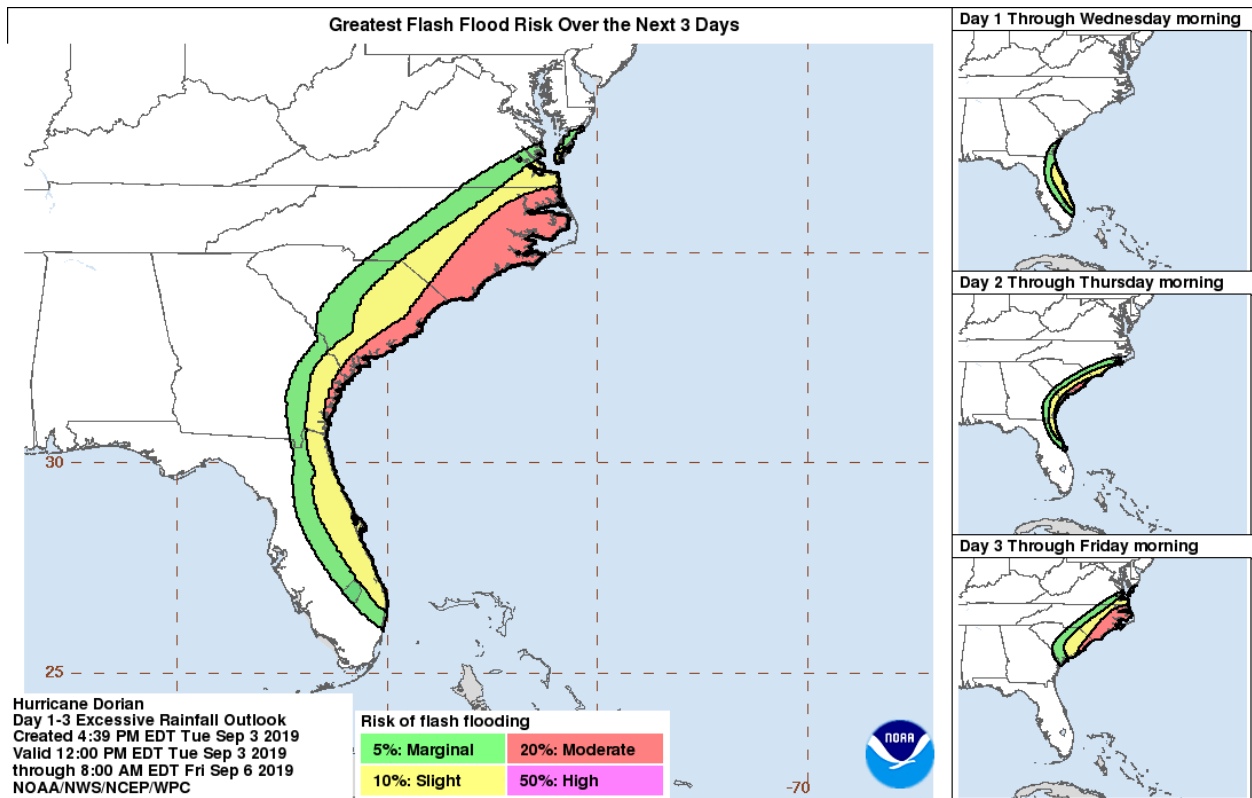 Greatest Flash Flood Risk Over the Next 3 Days
30
25
-70
Hurricane Dorian
Day 1-3 Excessive Rainfall Outlook
Created 4:39 PM EDT Tue Sep 3 2019
Valid 12:00 PM EDT Tue Sep 3 2019
through 8:00 AM EDT Fri Sep 6 2019
NOAA/NWS/NCEP/WPC
Risk of flash flooding
5%: Marginal
20%: Moderate
10%: Slight
50%: High
NOAA
Day 1 Through Wednesday morning
Day 2 Through Thursday morning
Day 3 Through Friday morning